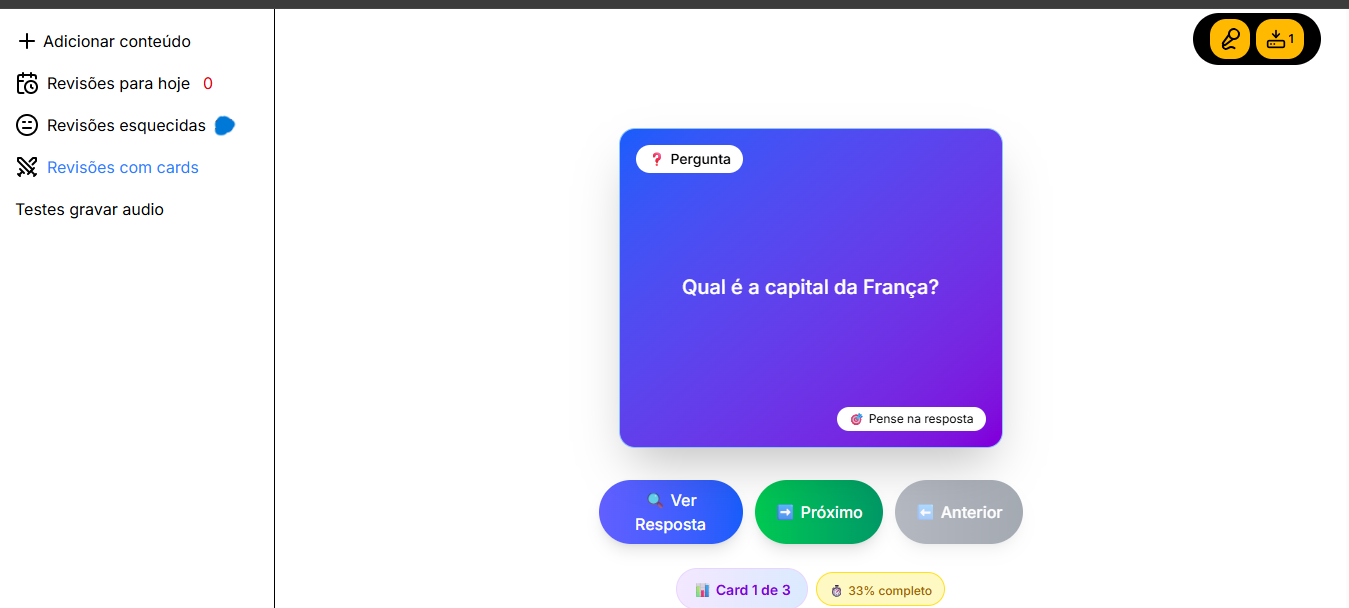 Adicionar conteúdo
Revisões para hoje 0
Revisões esquecidas
Revisões com cards
Testes gravar audio
1
❓ Pergunta
Qual é a capital da França?
🎯 Pense na resposta
🔍 Ver
Resposta
➡️ Próximo
⬅️ Anterior
📊 Card 1 de 3
⏱️ 33% completo